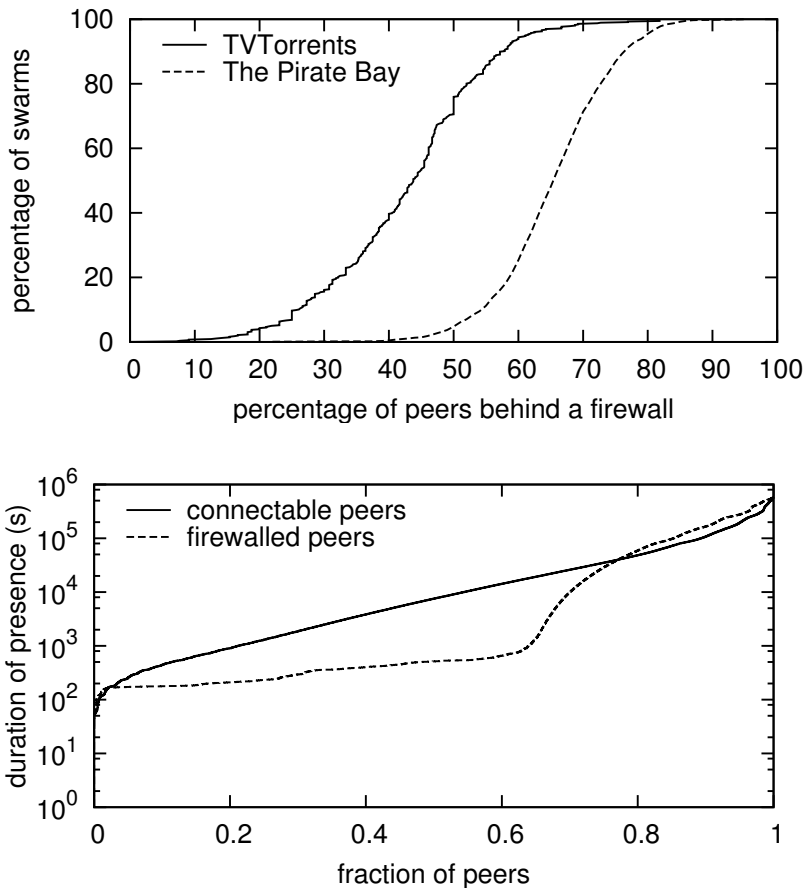 100
80
60
40
20
0
percentage of swarms
TVTorrents
The Pirate Bay
0 10 20 30 40 50 60 70 80 90 100
percentage of peers behind a firewall
10^6
10^5
10^4
10^3
10^2
10^1
10^0
duration of presence (s)
connectable peers
firewalled peers
0 0.2 0.4 0.6 0.8 1
fraction of peers